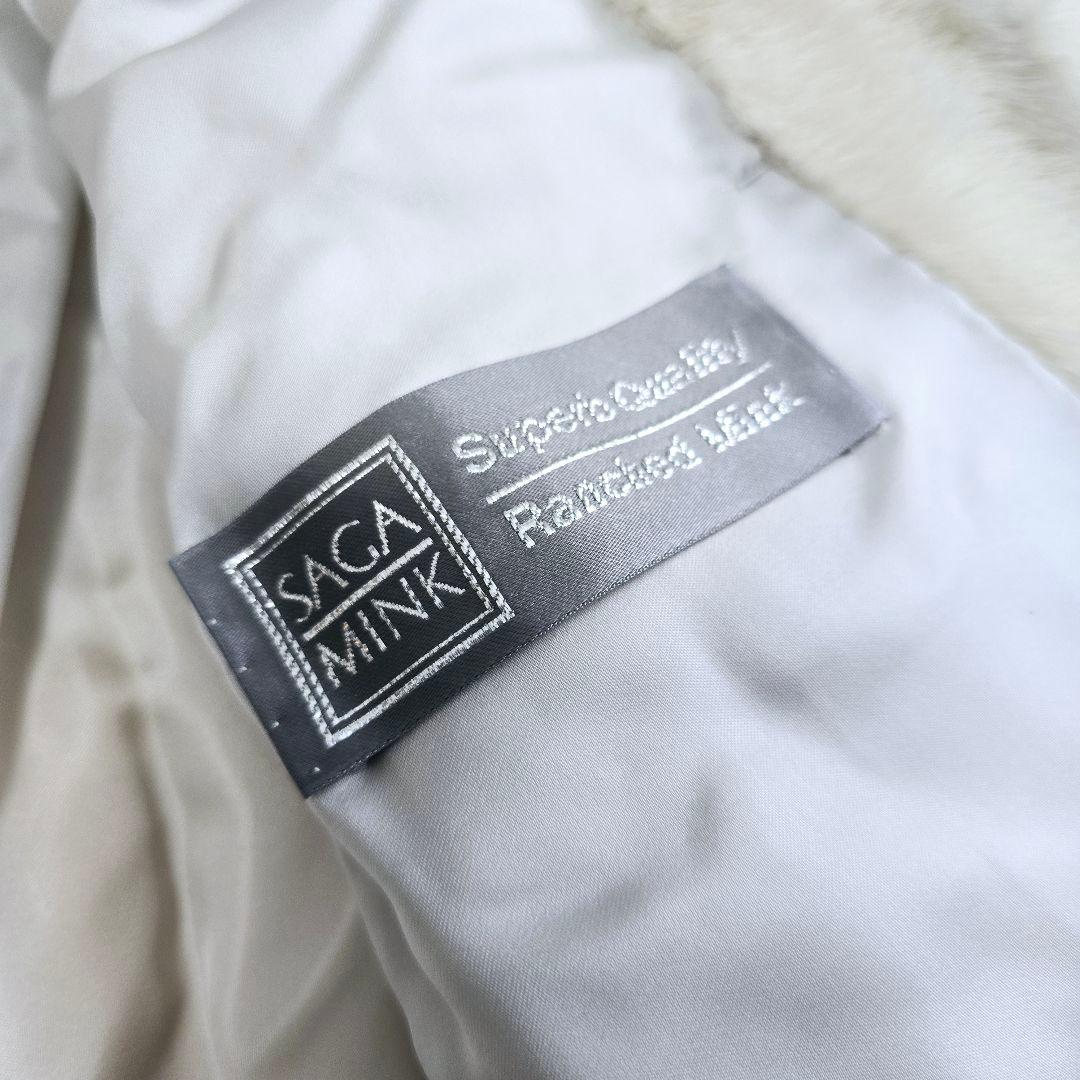 SAGA
MINK
Superb Quality
Ranched Mink